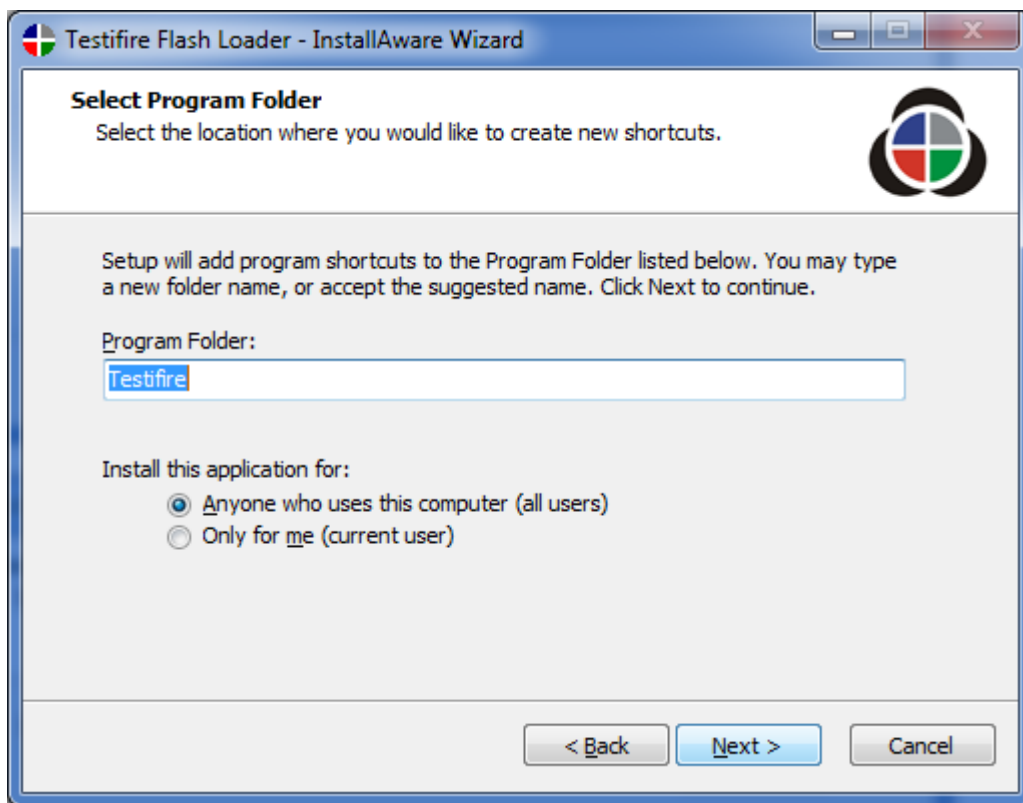 Testifire Flash Loader - InstallAware Wizard
Select Program Folder
Select the location where you would like to create new shortcuts.
Setup will add program shortcuts to the Program Folder listed below. You may type
a new folder name, or accept the suggested name. Click Next to continue.
Program Folder:
Testifire
Install this application for:
Anyone who uses this computer (all users)
Only for me (current user)
< Back Next > Cancel